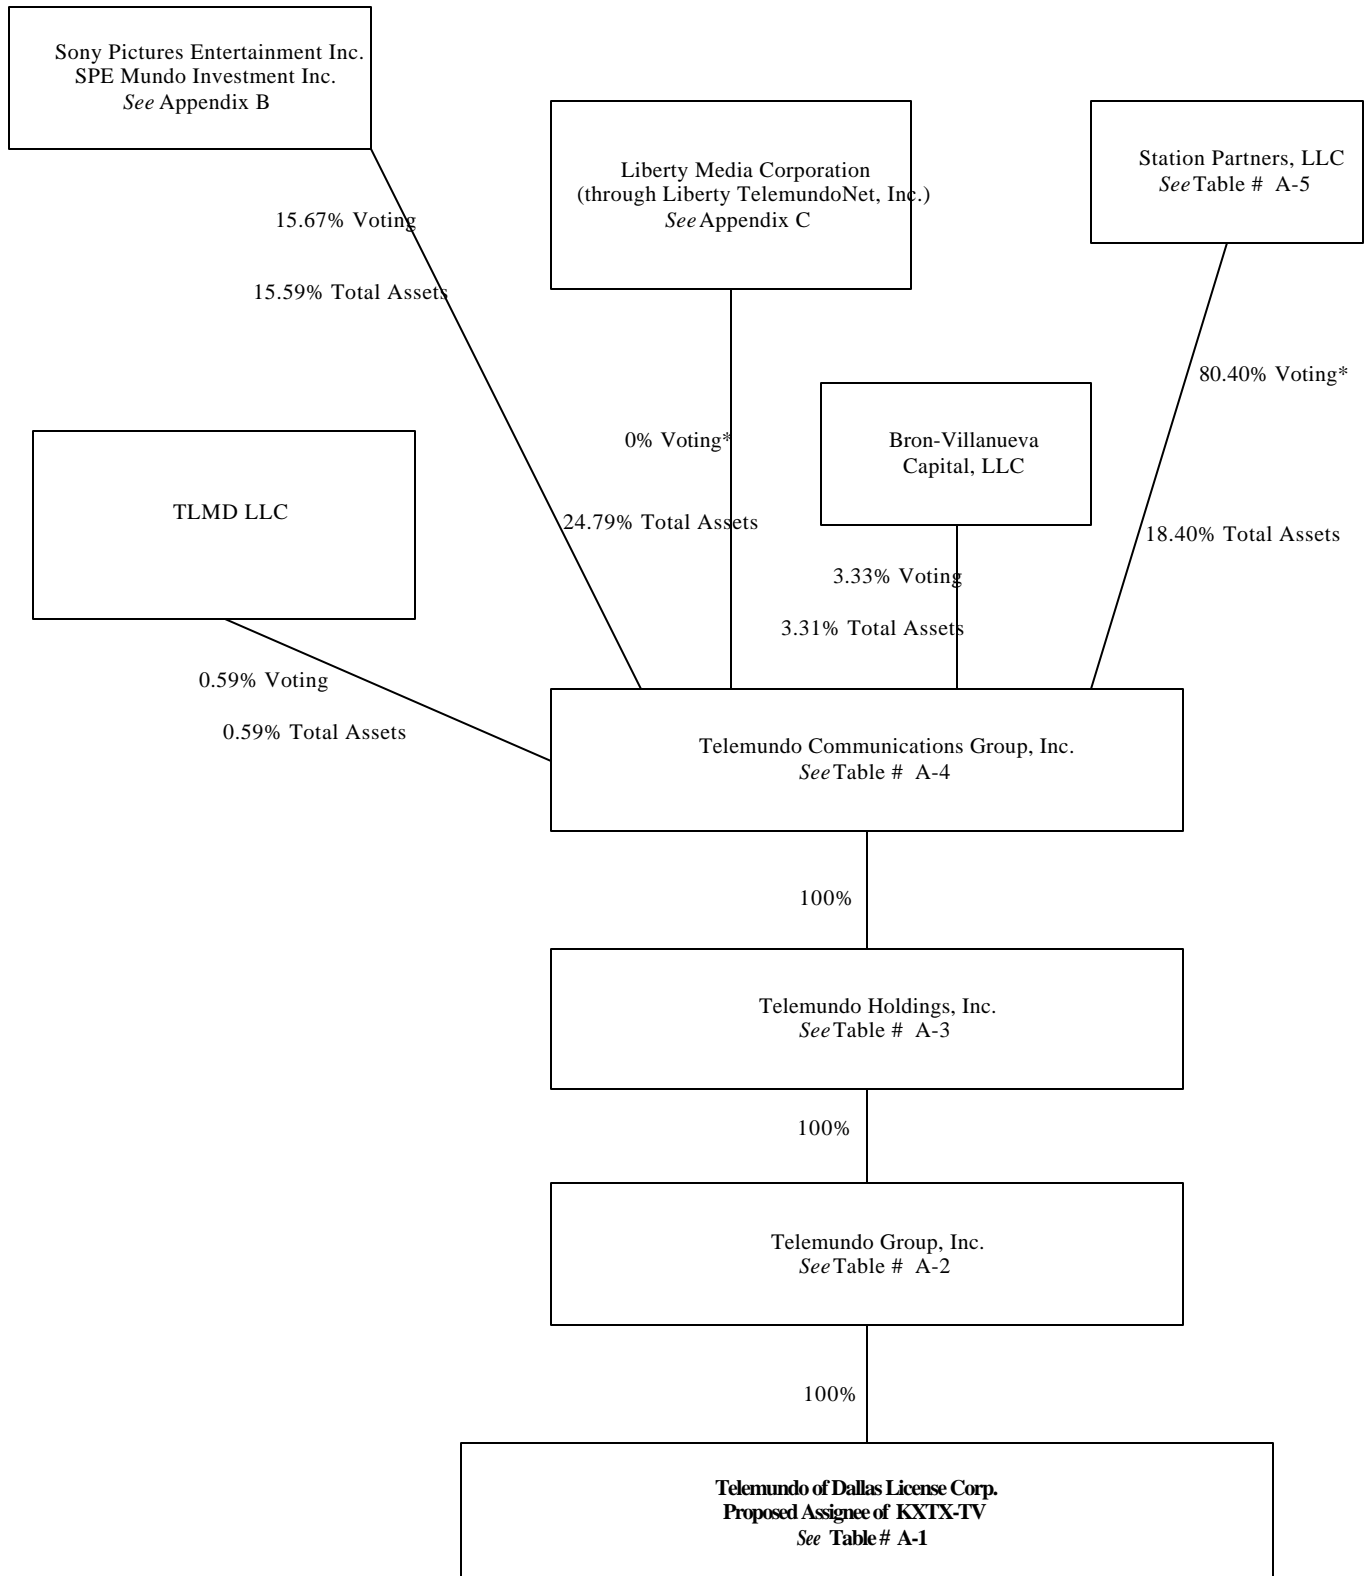 Sony Pictures Entertainment Inc.
SPE Mundo Investment Inc.
See Appendix B
Liberty Media Corporation
(through Liberty TelemundoNet, Inc.)
See Appendix C
Station Partners, LLC
See Table # A-5
15.67% Voting
15.59% Total Assets
80.40% Voting*
0% Voting*
Bron-Villanueva
Capital, LLC
TLMD LLC
24.79% Total Assets
18.40% Total Assets
3.33% Voting
3.31% Total Assets
0.59% Voting
0.59% Total Assets
Telemundo Communications Group, Inc.
See Table # A-4
100%
Telemundo Holdings, Inc.
See Table # A-3
100%
Telemundo Group, Inc.
See Table # A-2
100%
Telemundo of Dallas License Corp.
Proposed Assignee of KXTX-TV
See Table # A-1